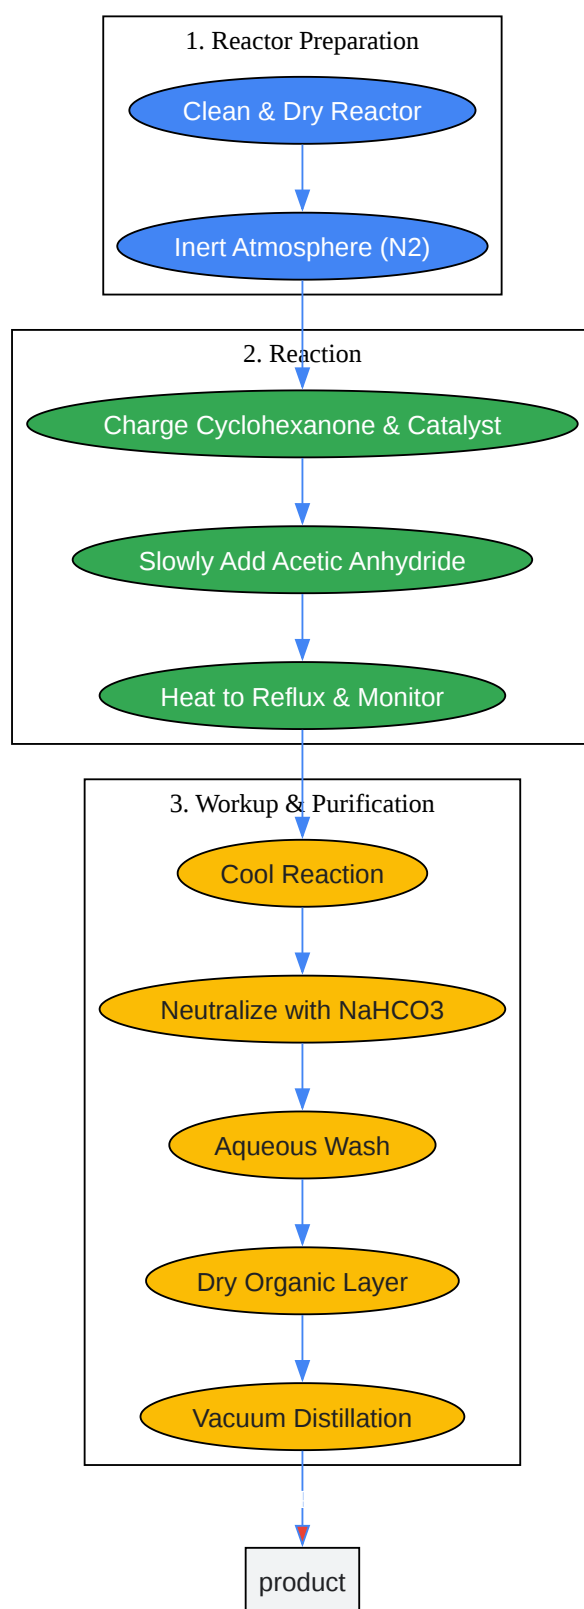 1. Reactor Preparation
Clean & Dry Reactor
Inert Atmosphere (N2)
2. Reaction
Charge Cyclohexanone & Catalyst
Slowly Add Acetic Anhydride
Heat to Reflux & Monitor
3. Workup & Purification
Cool Reaction
Neutralize with NaHCO3
Aqueous Wash
Dry Organic Layer
Vacuum Distillation
product